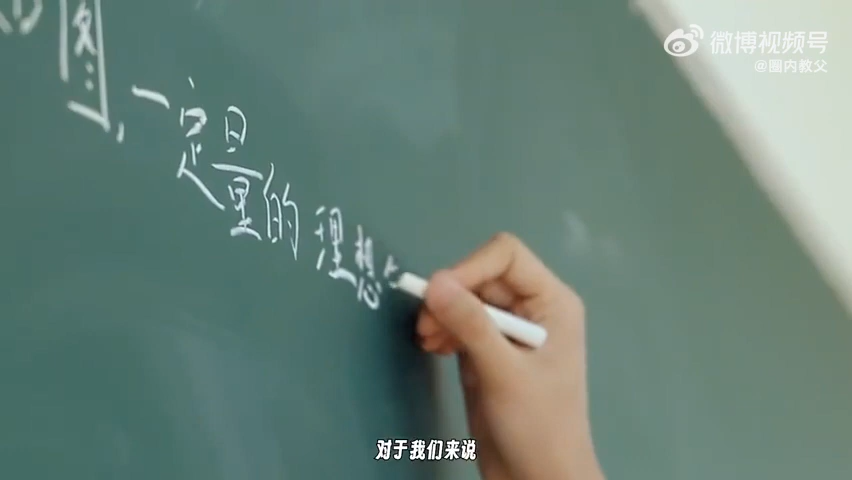 微博视频号
@圈内教父
图,一定量的理想
对于我们来说